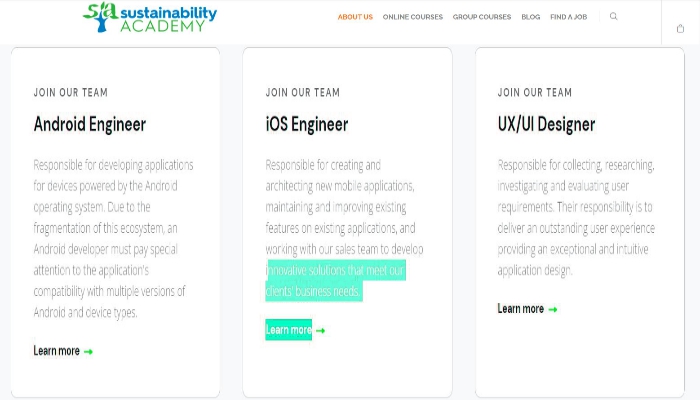 sustainability
ACADEMY
ABOUT US
ONLINE COURSES
GROUP COURSES
BLOG
FIND A JOB
JOIN OUR TEAM
Android Engineer
Responsible for developing applications
for devices powered by the Android
operating system. Due to the
fragmentation of this ecosystem, an
Android developer must pay special
attention to the application's
compatibility with multiple versions of
Android and device types.
Learn more →
JOIN OUR TEAM
iOS Engineer
Responsible for creating and
architecting new mobile applications,
maintaining and improving existing
features on existing applications, and
working with our sales team to develop
innovative solutions that meet our
clients' business needs.
Learn more →
JOIN OUR TEAM
UX/UI Designer
Responsible for collecting, researching,
investigating and evaluating user
requirements. Their responsibility is to
deliver an outstanding user experience
providing an exceptional and intuitive
application design.
Learn more →